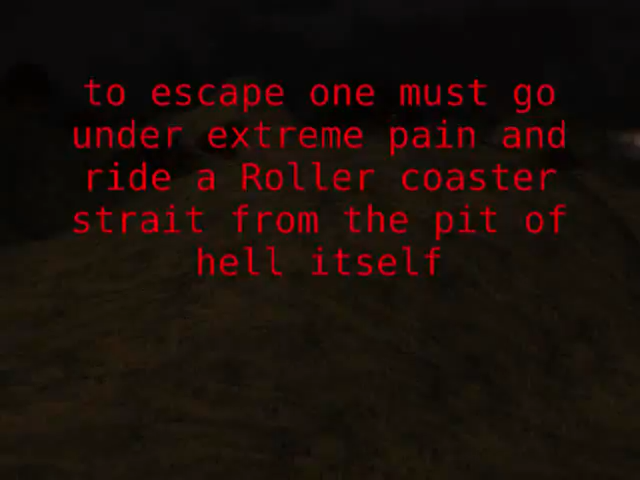 to escape one must go
under extreme pain and
ride a Roller coaster
strait from the pit of
hell itself